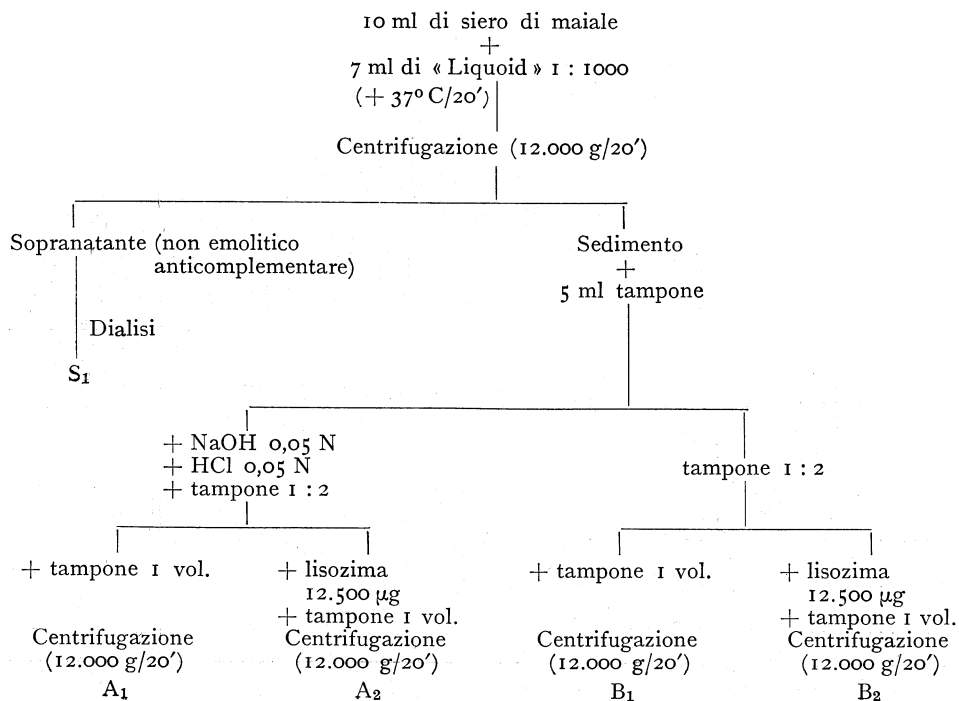 10 ml di siero di maiale
+
7 ml di « Liquoid » 1 : 1000
(+ 37º C/20′)
Centrifugazione (12.000 g/20′)
Sopranatante (non emolitico
anticomplementare)
Dialisi
S1
Sedimento
+
5 ml tampone
+ NaOH 0,05 N
+ HCl 0,05 N
+ tampone 1 : 2
tampone 1 : 2
+ tampone 1 vol.
Centrifugazione
(12.000 g/20′)
A1
+ lisozima
12.500 µg
+ tampone 1 vol.
Centrifugazione
(12.000 g/20′)
A2
+ tampone 1 vol.
Centrifugazione
(12.000 g/20′)
B1
+ lisozima
12.500 µg
+ tampone 1 vol.
Centrifugazione
(12.000 g/20′)
B2